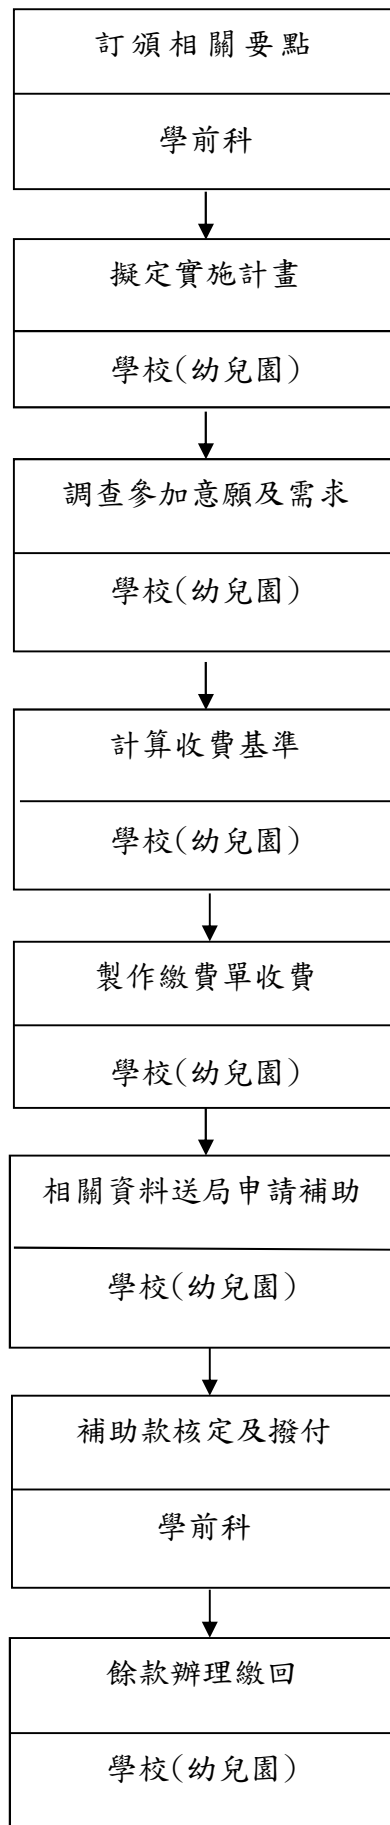 訂頒相關要點
學前科
擬定實施計畫
學校(幼兒園)
調查參加意願及需求
學校(幼兒園)
計算收費基準
學校(幼兒園)
製作繳費單收費
學校(幼兒園)
相關資料送局申請補助
學校(幼兒園)
補助款核定及撥付
學前科
餘款辦理繳回
學校(幼兒園)